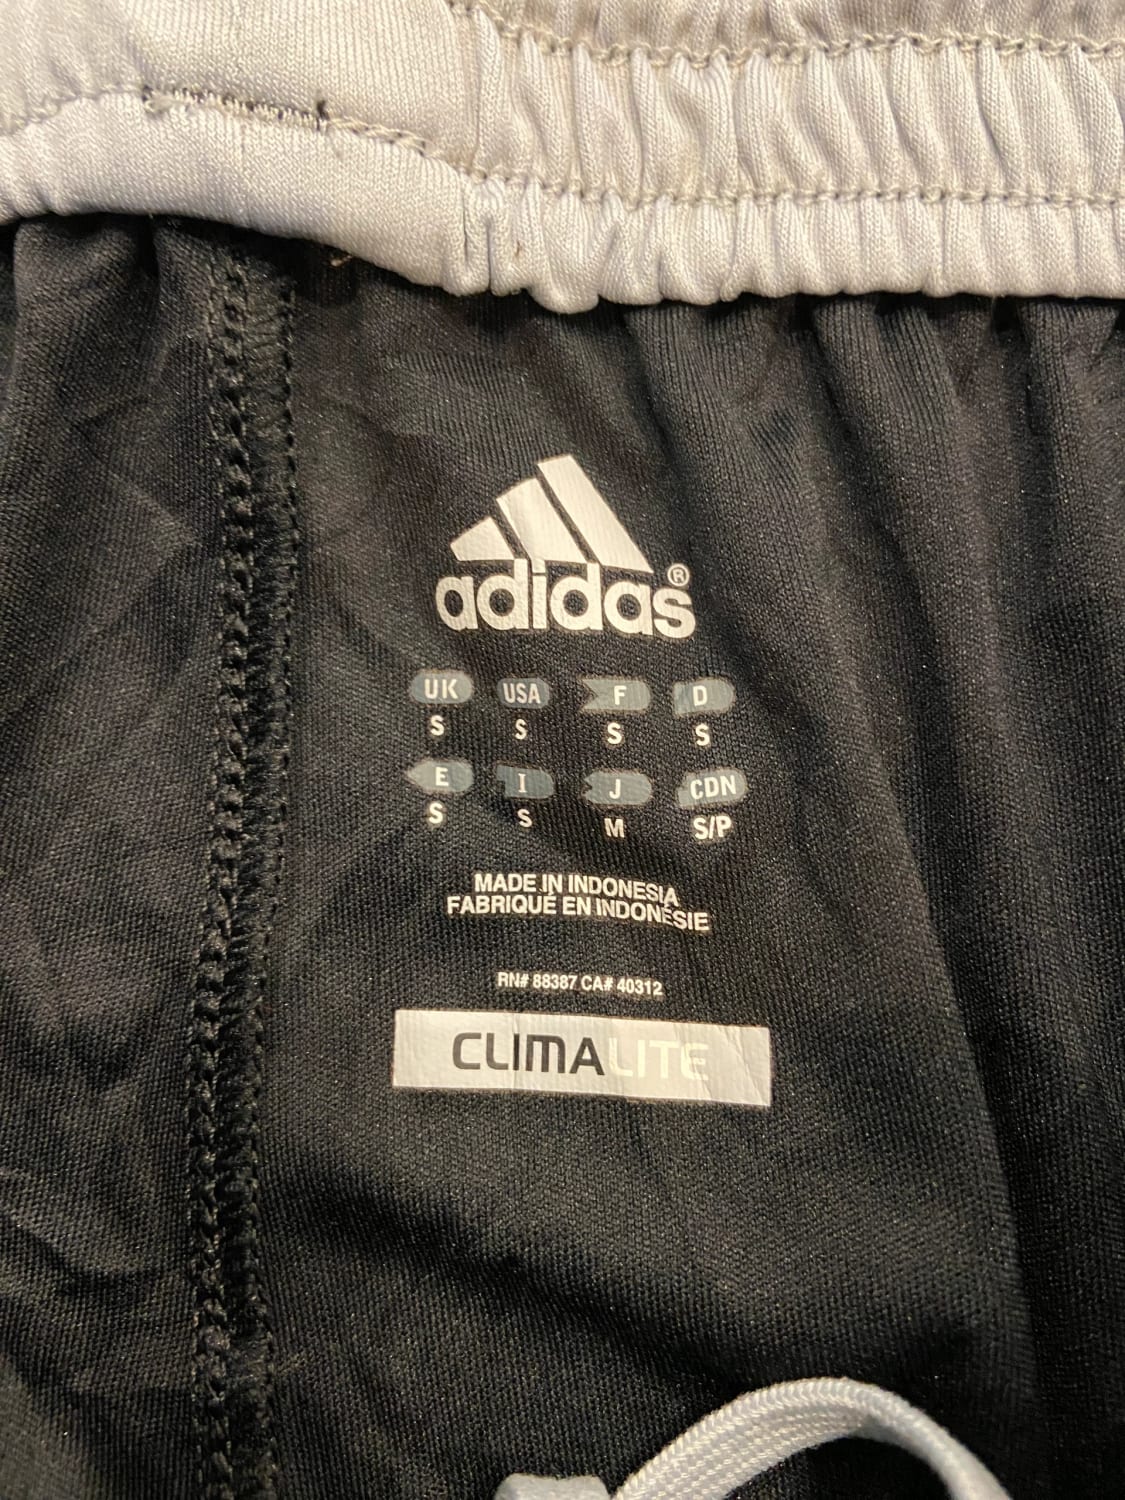 adidas®
UK USA F D
S S S S
E I J CDN
S S M S/P
MADE IN INDONESIA
FABRIQUÉ EN INDONÉSIE
RN# 88387 CA# 40312
CLIMALITE